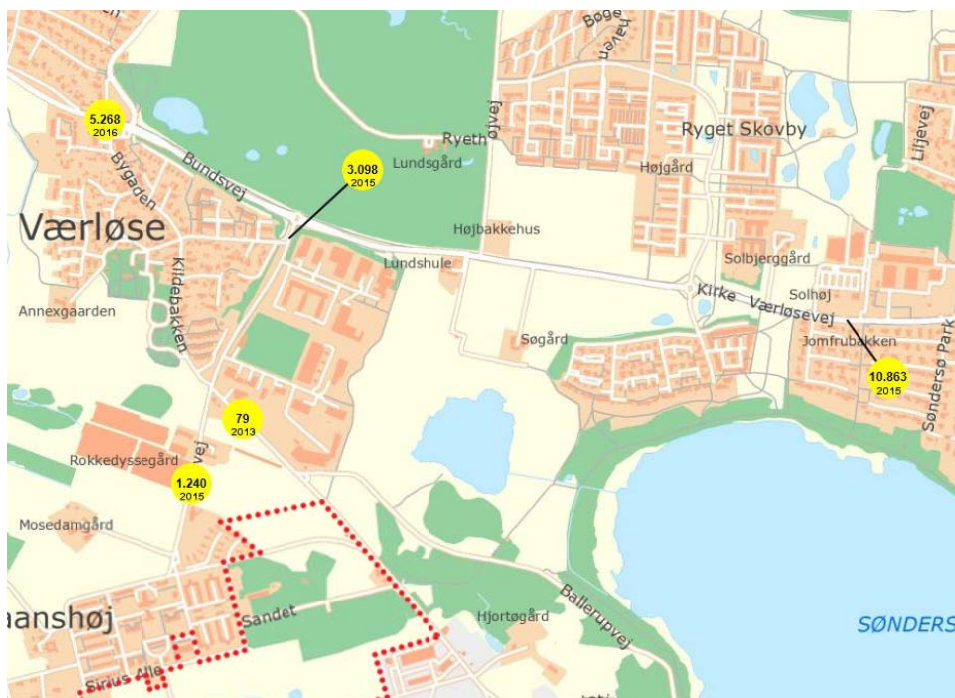 Bøge
haven
Liljevej
5.268
2016
Ryget Skovby
Ryeth
øjvej
Lundsgård
3.098
2015
Højgård
Bygaden
Bundsvej
Værløse
Højbakkehus
Solbjerggård
Lundshule
Kildebakken
Kirke Værløsevej
Solhøj
Annexgaarden
Søgård
Jomfrubakken
10.863
2015
Søndersø Park
79
2013
Rokkedyssegård
vej
1.240
2015
Mosedamgård
aanshøj
Sandet
Hjortøgård
Ballerupvej
SØNDERS
Sirius Alle